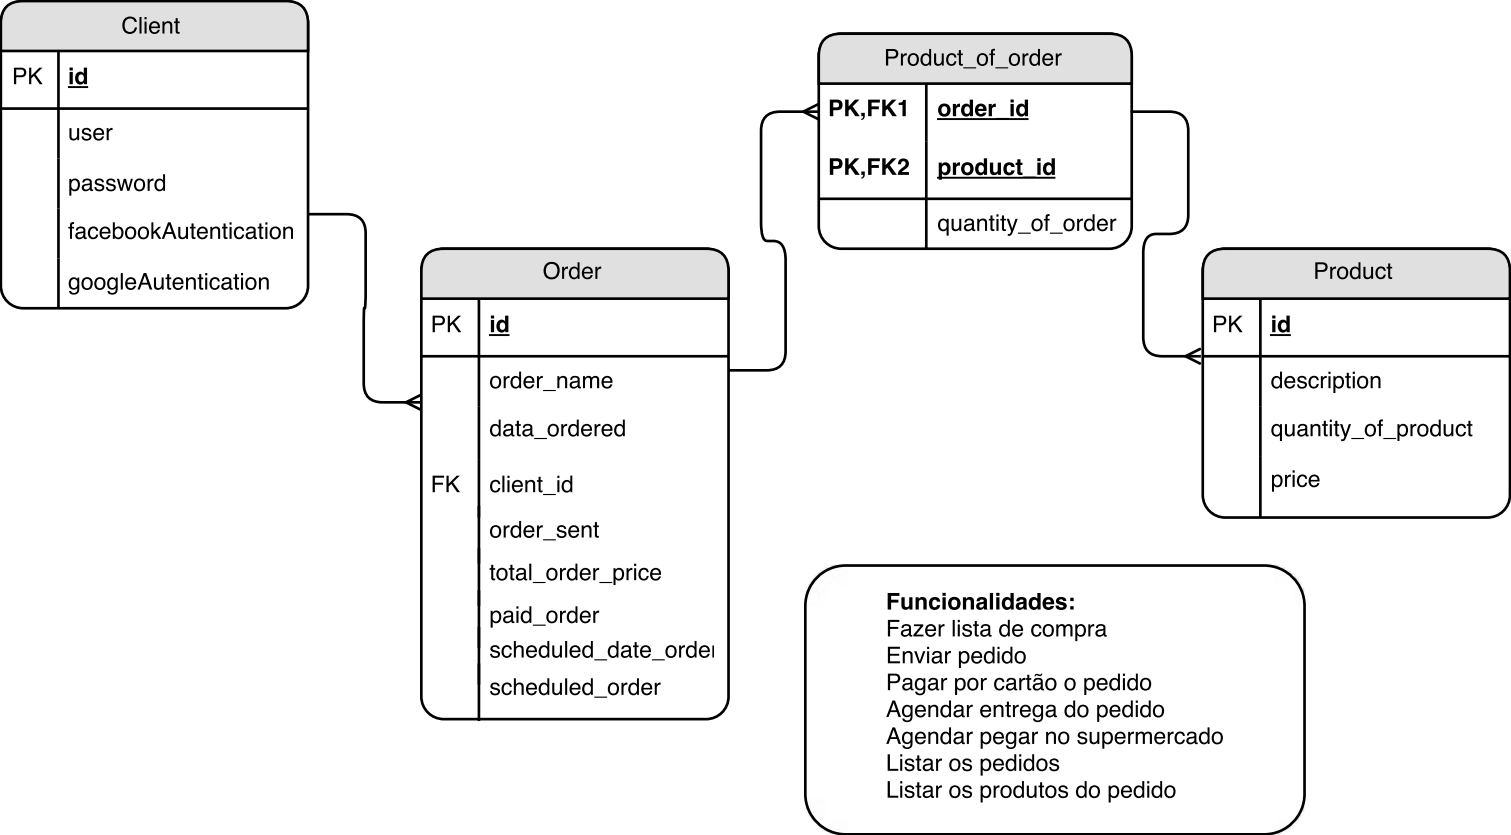 Client
PK id
user
password
facebookAutentication
googleAutentication
Order
PK id
order_name
data_ordered
FK client_id
order_sent
total_order_price
paid_order
scheduled_date_order
scheduled_order
Product_of_order
PK,FK1 order_id
PK,FK2 product_id
quantity_of_order
Product
PK id
description
quantity_of_product
price
Funcionalidades:
Fazer lista de compra
Enviar pedido
Pagar por cartão o pedido
Agendar entrega do pedido
Agendar pegar no supermercado
Listar os pedidos
Listar os produtos do pedido